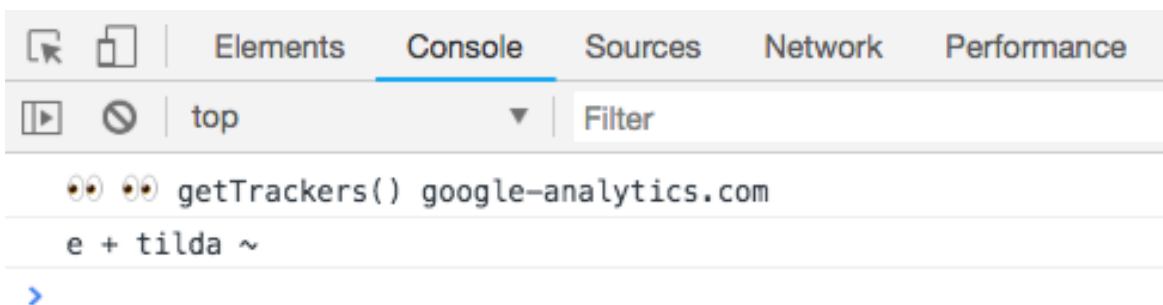 Elements Console Sources Network Performance
top Filter
👀 👀 getTrackers() google-analytics.com
e + tilda ~